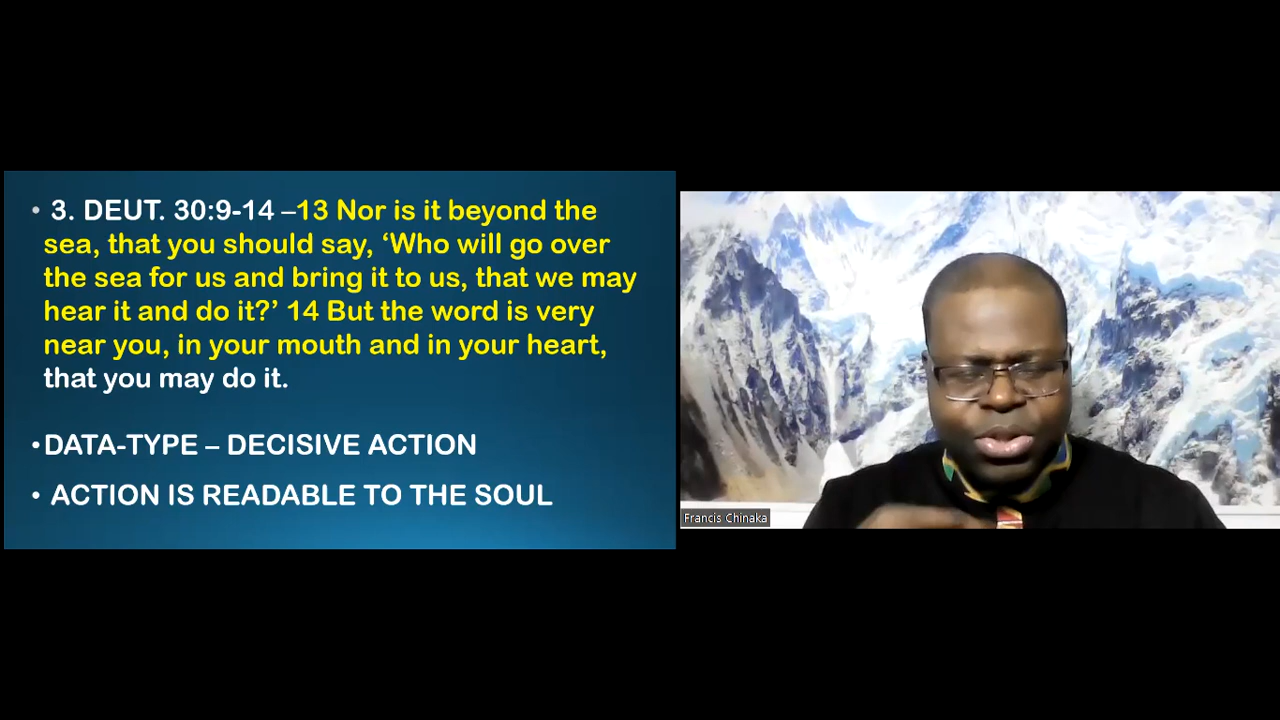 • 3. DEUT. 30:9-14 –13 Nor is it beyond the
sea, that you should say, ‘Who will go over
the sea for us and bring it to us, that we may
hear it and do it?’ 14 But the word is very
near you, in your mouth and in your heart,
that you may do it.
• DATA-TYPE – DECISIVE ACTION
• ACTION IS READABLE TO THE SOUL
Francis Chinaka